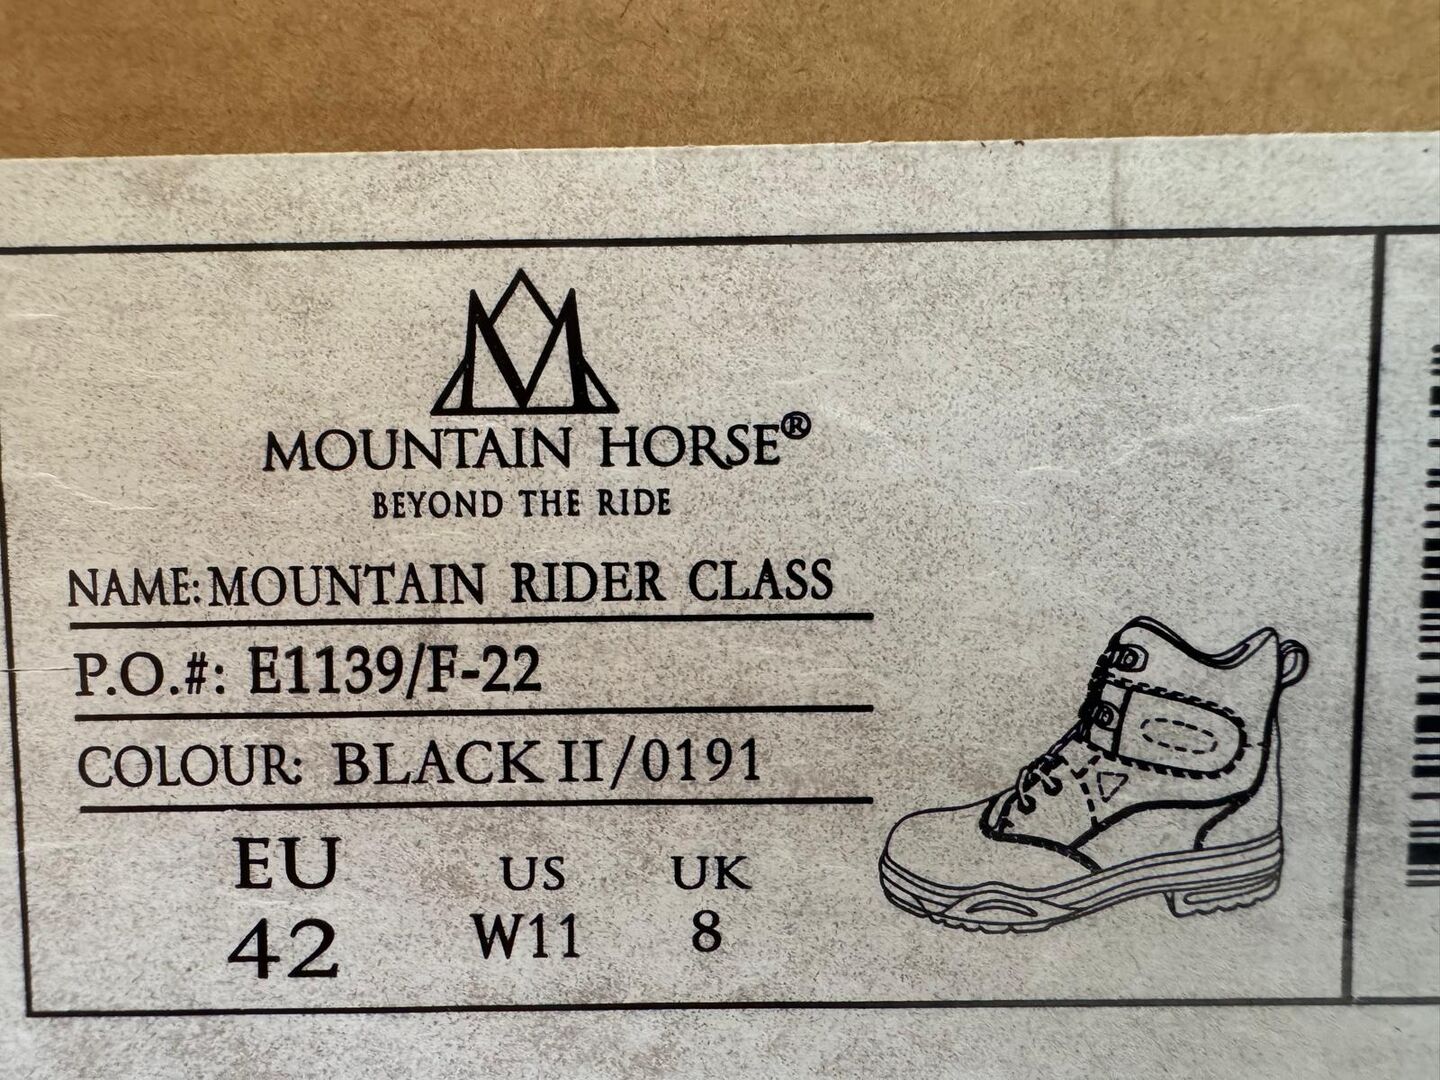 MOUNTAIN HORSE®
BEYOND THE RIDE
NAME: MOUNTAIN RIDER CLASS
P.O.#: E1139/F-22
COLOUR: BLACK II/0191
EU US UK
42 W11 8